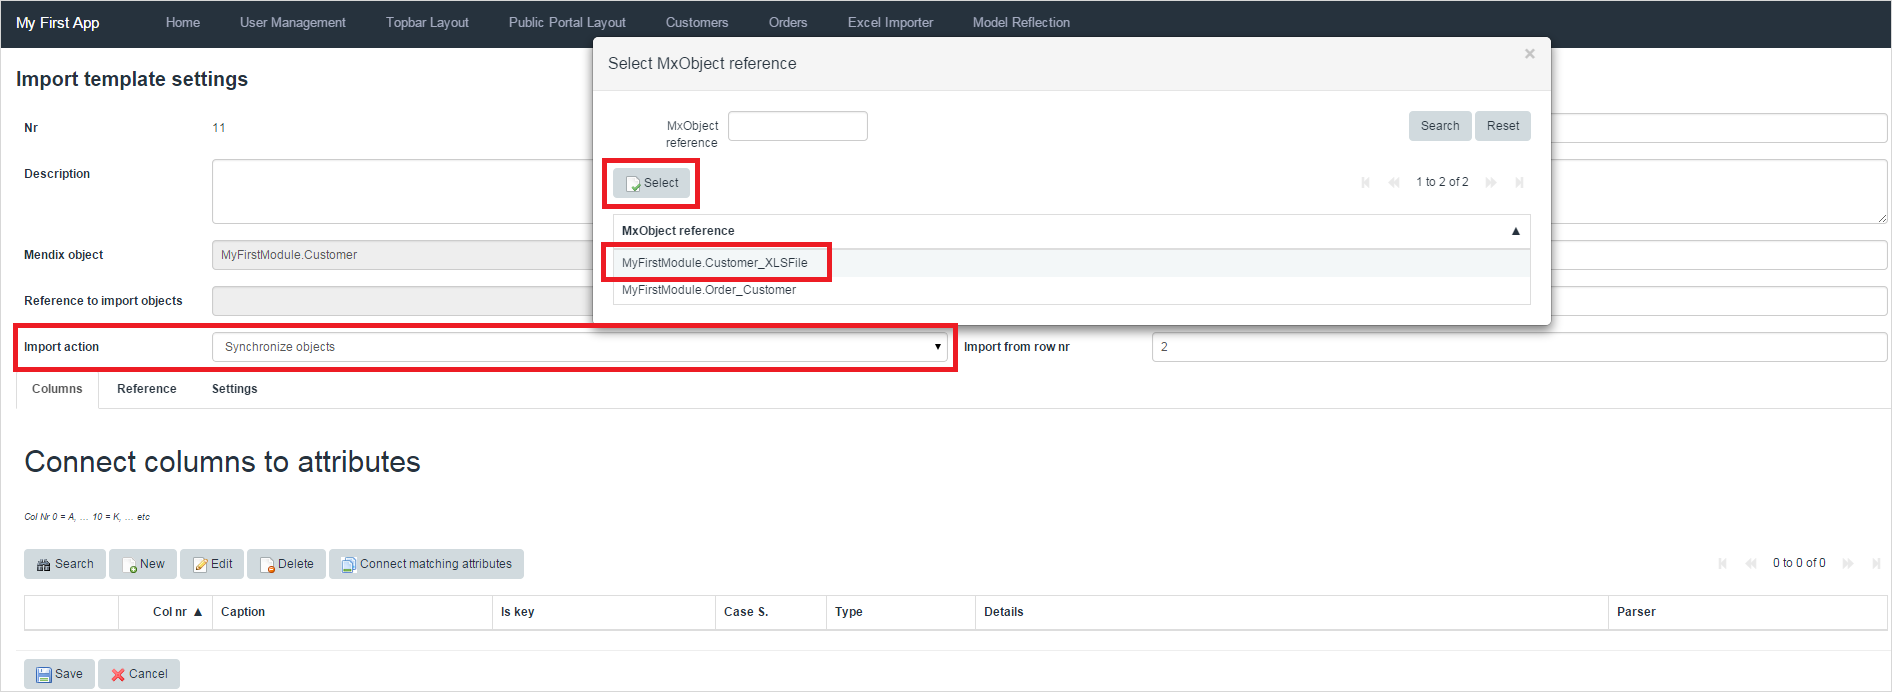 My First App Home User Management Topbar Layout Public Portal Layout Customers Orders Excel Importer Model Reflection
Select MxObject reference ×
Import template settings
Nr 11
MxObject
reference
Search Reset
Description
Select 1 to 2 of 2
MxObject reference ▲
Mendix object MyFirstModule.Customer
MyFirstModule.Customer_XLSFile
MyFirstModule.Order_Customer
Reference to import objects
Import action Synchronize objects ▼ Import from row nr 2
Columns Reference Settings
Connect columns to attributes
Col Nr 0 = A, ... 10 = K, ... etc
Search New Edit Delete Connect matching attributes 0 to 0 of 0
Col nr ▲ Caption Is key Case S. Type Details Parser
Save Cancel